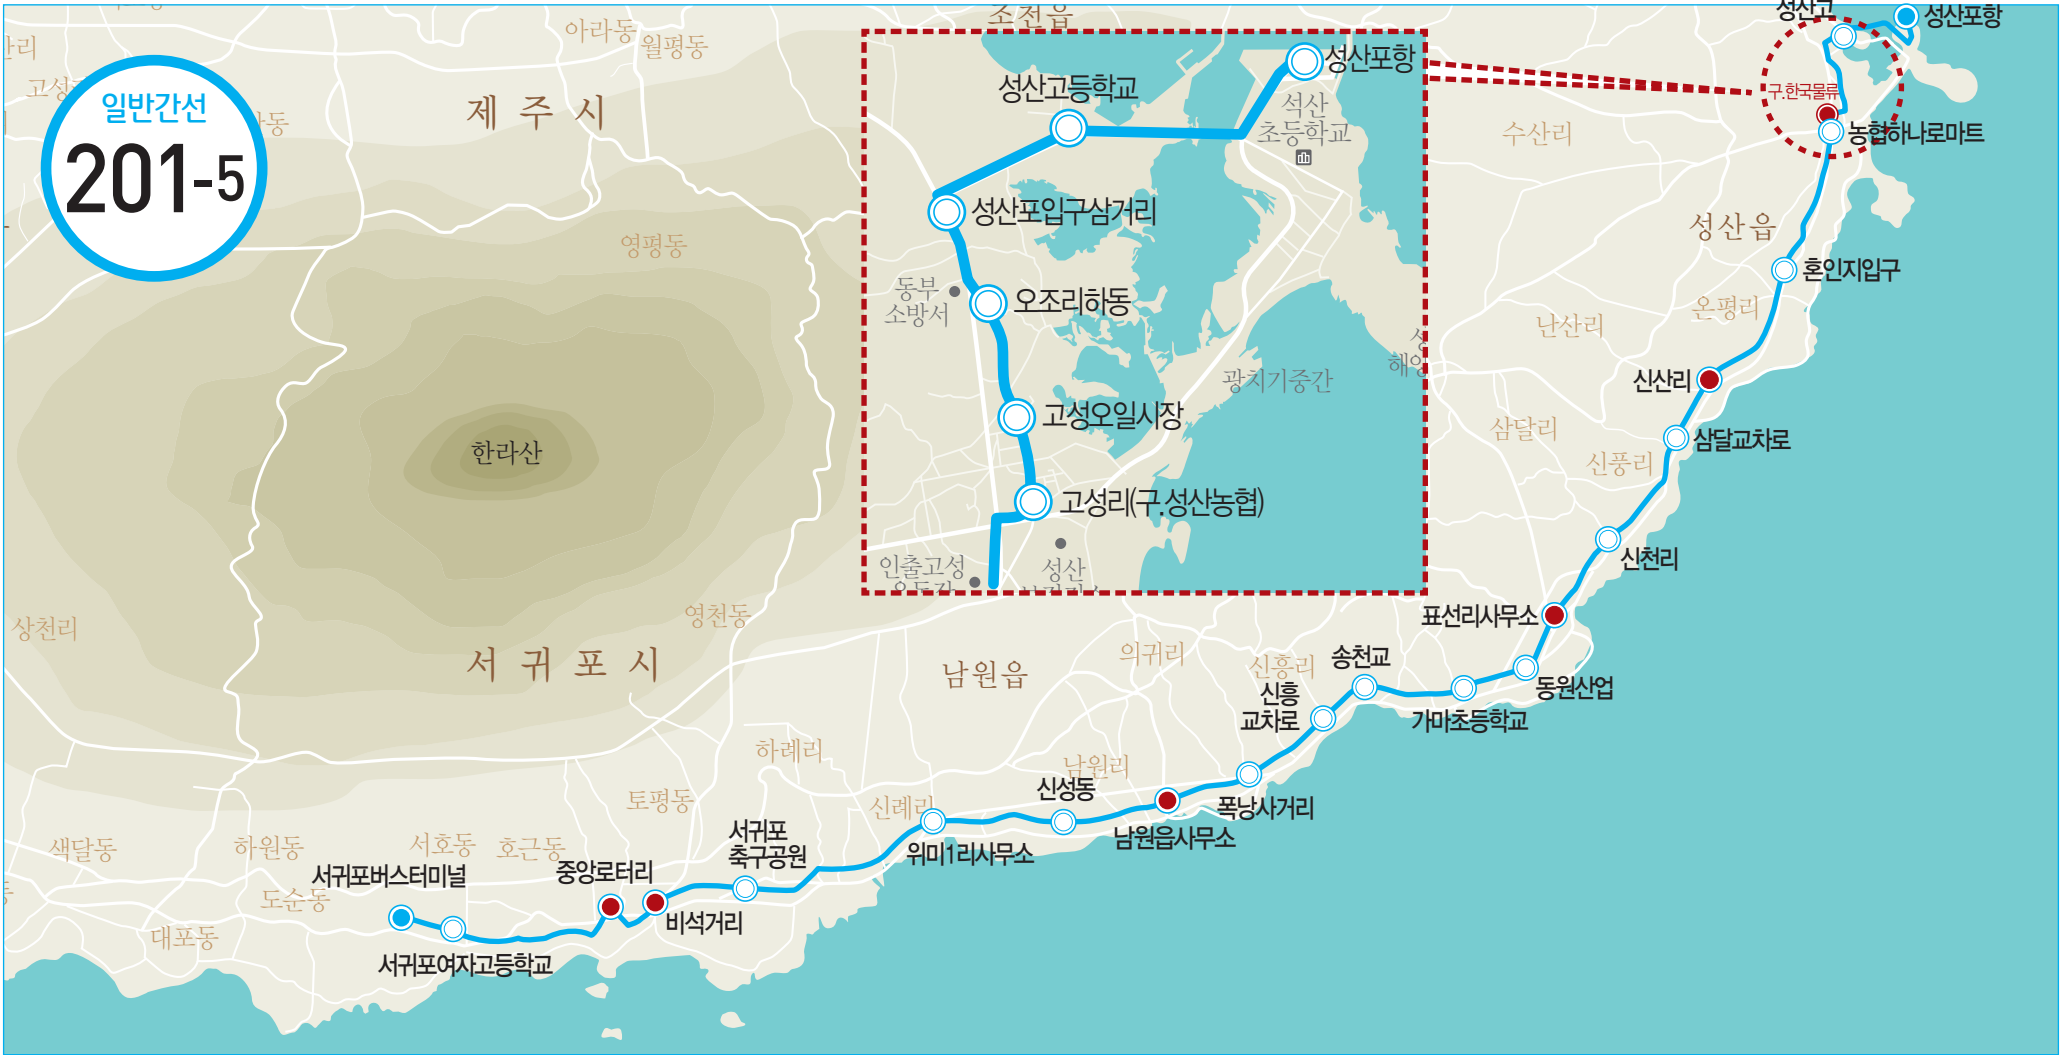 일반간선
201-5
제 주 시
아라동
월평동
조천읍
영평동
한라산
상천리
서 귀 포 시
영천동
남원읍
의귀리
신흥리
하례리
남원리
신례리
토평동
색달동
하원동
서호동
호근동
도순동
대포동
수산리
성산읍
온평리
난산리
삼달리
신풍리
성산포항
성산고등학교
석산
초등학교
성산포입구삼거리
동부
소방서
오조리하동
광치기중간
고성오일시장
고성리(구.성산농협)
인출고성
성산
성산고
성산포항
구.한국물류
농협하나로마트
혼인지입구
신산리
삼달교차로
신천리
표선리사무소
동원산업
가마초등학교
송천교
신흥
교차로
폭낭사거리
남원읍사무소
신성동
위미1리사무소
서귀포
축구공원
비석거리
중앙로터리
서귀포여자고등학교
서귀포버스터미널